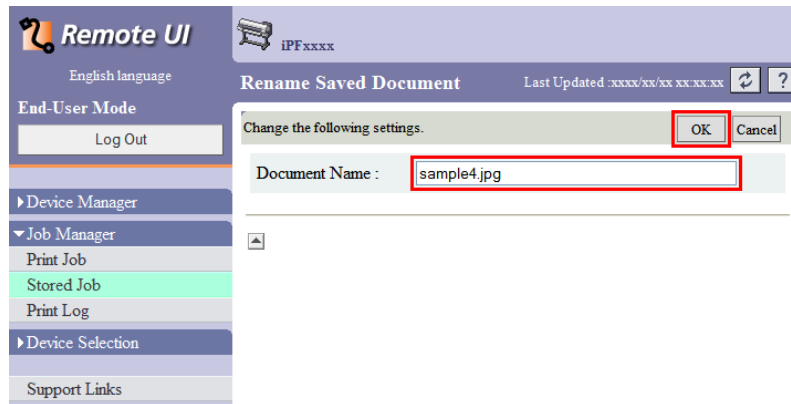 Remote UI
English language
End-User Mode
Log Out
▶Device Manager
▼Job Manager
Print Job
Stored Job
Print Log
▶Device Selection
Support Links
iPFxxxx
Rename Saved Document
Last Updated :xxxx/xx/xx xx:xx:xx
?
Change the following settings.
OK
Cancel
Document Name :
sample4.jpg